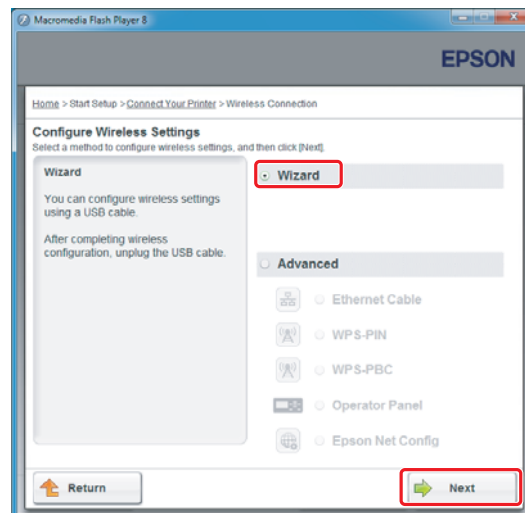 Macromedia Flash Player 8
EPSON
Home > Start Setup > Connect Your Printer > Wireless Connection
Configure Wireless Settings
Select a method to configure wireless settings, and then click [Next].
Wizard
You can configure wireless settings
using a USB cable.
After completing wireless
configuration, unplug the USB cable.
Wizard
Advanced
Ethernet Cable
WPS-PIN
WPS-PBC
Operator Panel
Epson Net Config
Return
Next